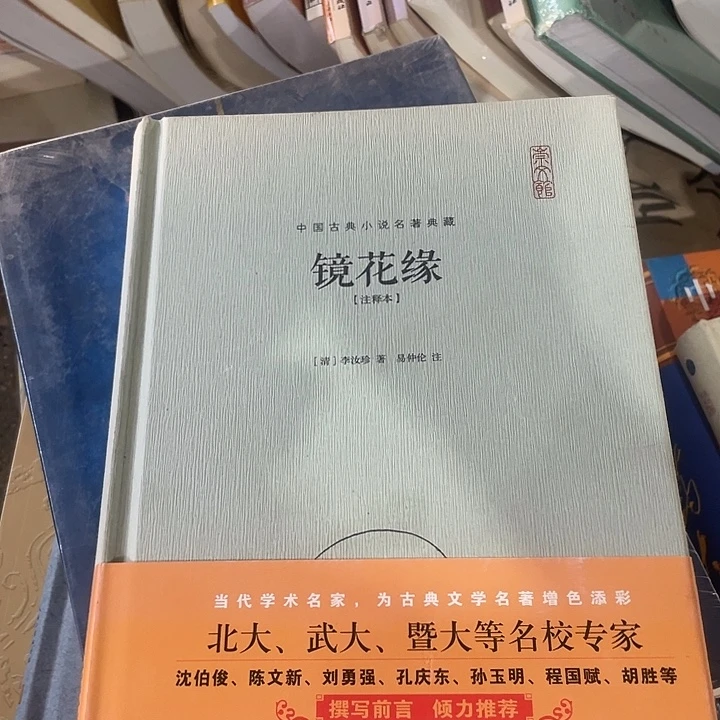 崇文館
中国古典小说名著典藏
镜花缘
【注释本】
[清]李汝珍 著 易仲伦 注
当代学术名家，为古典文学名著增色添彩
北大、武大、暨大等名校专家
沈伯俊、陈文新、刘勇强、孔庆东、孙玉明、程国赋、胡胜等
撰写前言 倾力推荐